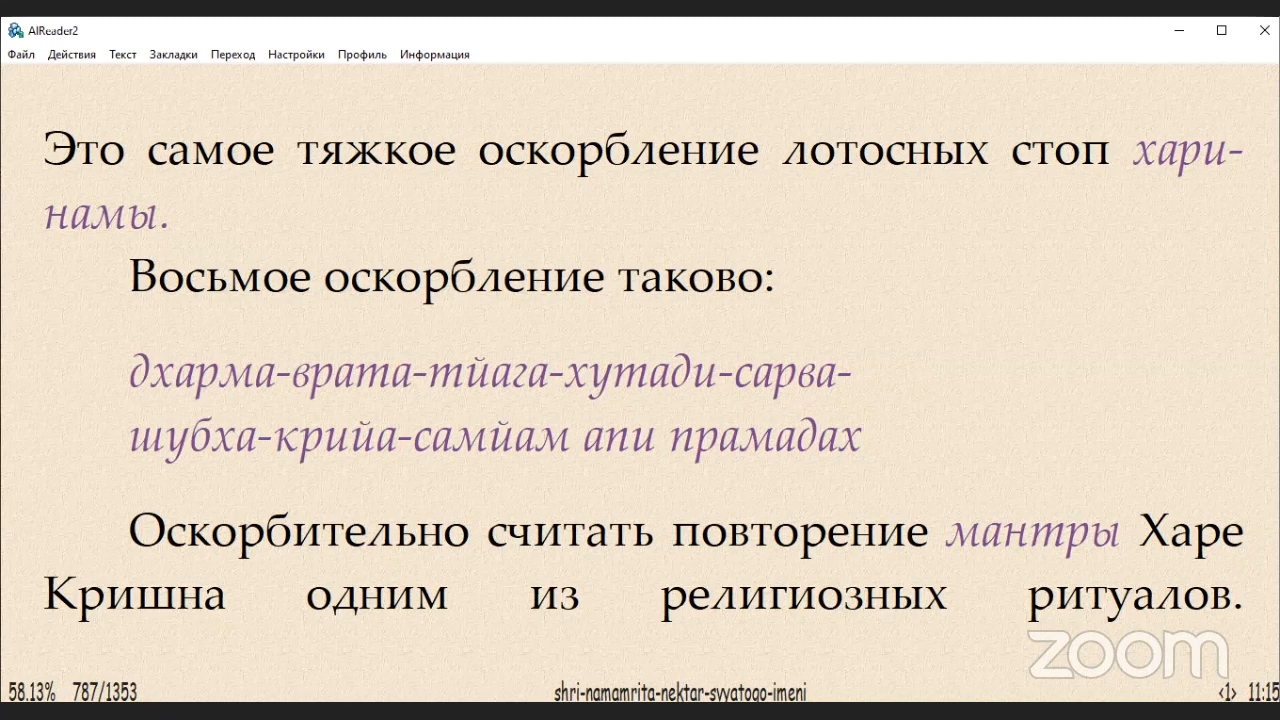 AlReader2
Файл Действия Текст Закладки Переход Настройки Профиль Информация
Это самое тяжкое оскорбление лотосных стоп хари-
намы.
Восьмое оскорбление таково:
дхарма-врата-тйага-хутади-сарва-
шубха-крийа-самйам апи прамадах
Оскорбительно считать повторение мантры Харе
Кришна одним из религиозных ритуалов.
zoom
58.13% 787/1353 shri-namamrita-nektar-svyatogo-imeni <1> 11:15